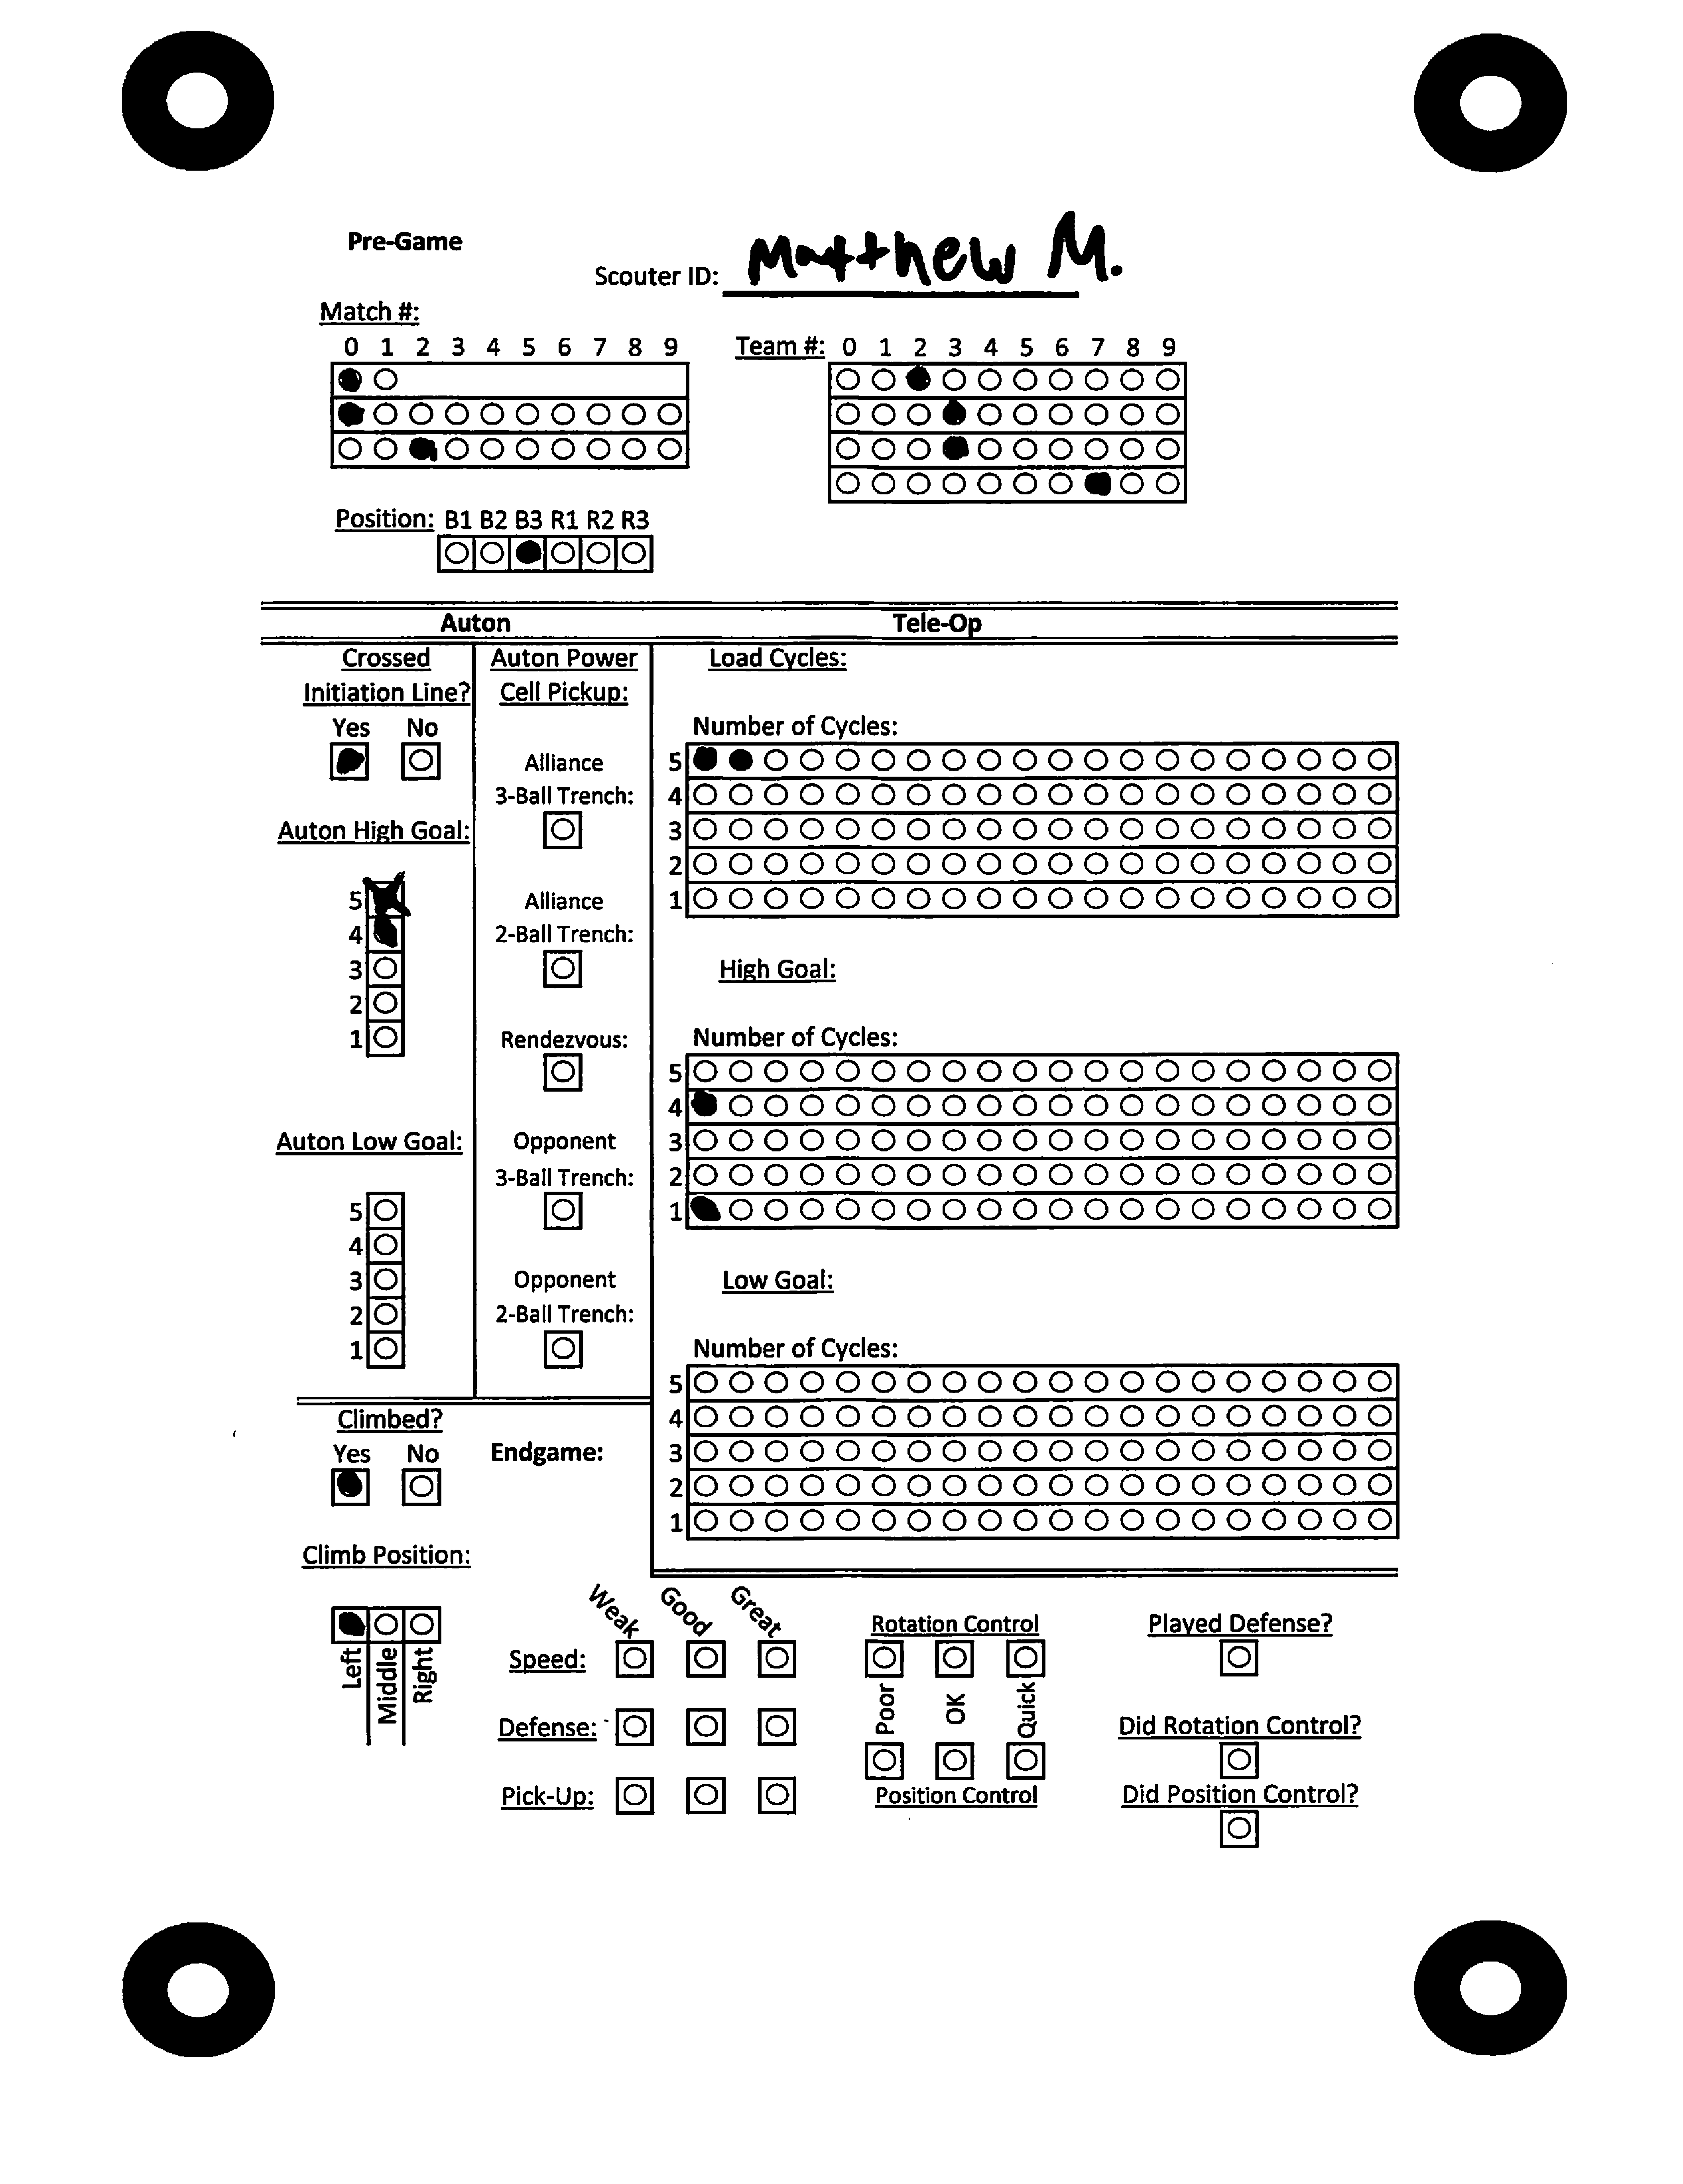 Pre-Game
Scouter ID: Matthew M.
Match #:
0 1 2 3 4 5 6 7 8 9
Team #: 0 1 2 3 4 5 6 7 8 9
Position: B1 B2 B3 R1 R2 R3
Auton
Tele-Op
Crossed
Initiation Line?
Yes No
Auton High Goal:
5
4
3
2
1
Auton Low Goal:
5
4
3
2
1
Auton Power
Cell Pickup:
Alliance
3-Ball Trench:
Alliance
2-Ball Trench:
Rendezvous:
Opponent
3-Ball Trench:
Opponent
2-Ball Trench:
Load Cycles:
Number of Cycles:
5
4
3
2
1
High Goal:
Number of Cycles:
5
4
3
2
1
Low Goal:
Number of Cycles:
5
4
3
2
1
Climbed?
Yes No
Endgame:
Climb Position:
Left
Middle
Right
Weak
Good
Great
Speed:
Defense:
Pick-Up:
Rotation Control
Poor
OK
Quick
Position Control
Played Defense?
Did Rotation Control?
Did Position Control?